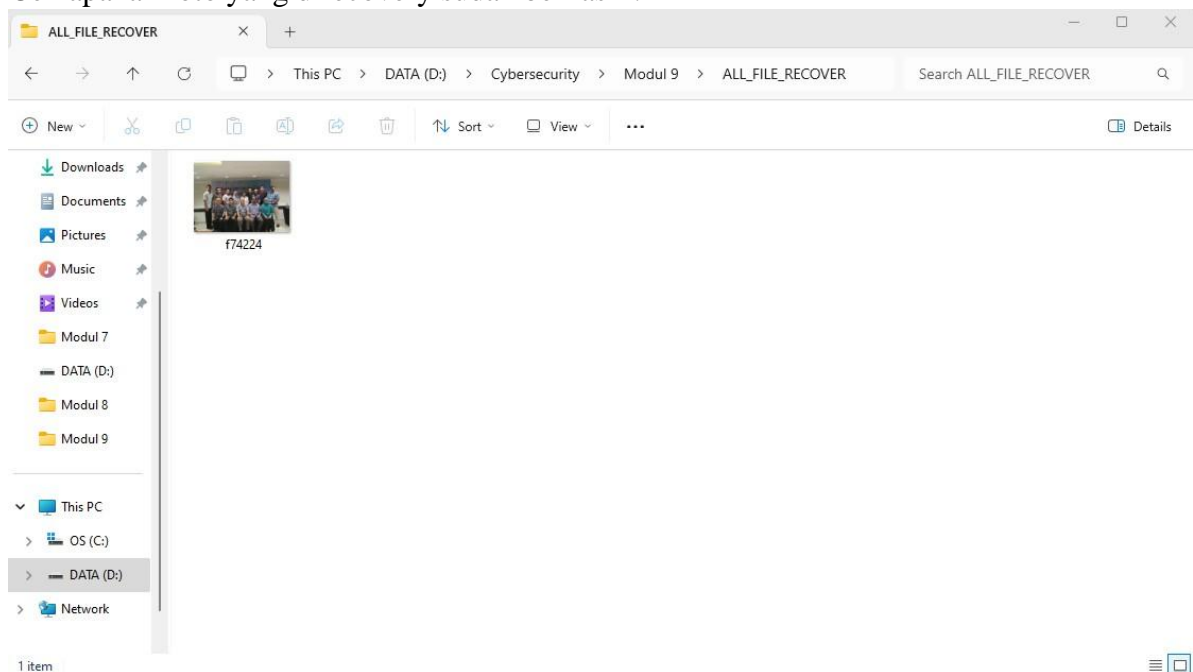 ALL_FILE_RECOVER
This PC > DATA (D:) > Cybersecurity > Modul 9 > ALL_FILE_RECOVER
Search ALL_FILE_RECOVER
New
Sort
View
Details
Downloads
Documents
Pictures
Music
Videos
Modul 7
DATA (D:)
Modul 8
Modul 9
This PC
OS (C:)
DATA (D:)
Network
f74224
1 item